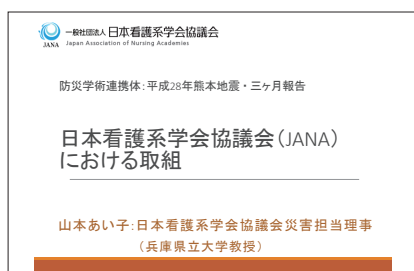 一般社団法人 日本看護系学会協議会
JANA Japan Association of Nursing Academies
防災学術連携体:平成28年熊本地震・三ヶ月報告
日本看護系学会協議会(JANA)
における取組
山本あい子:日本看護系学会協議会災害担当理事
(兵庫県立大学教授)